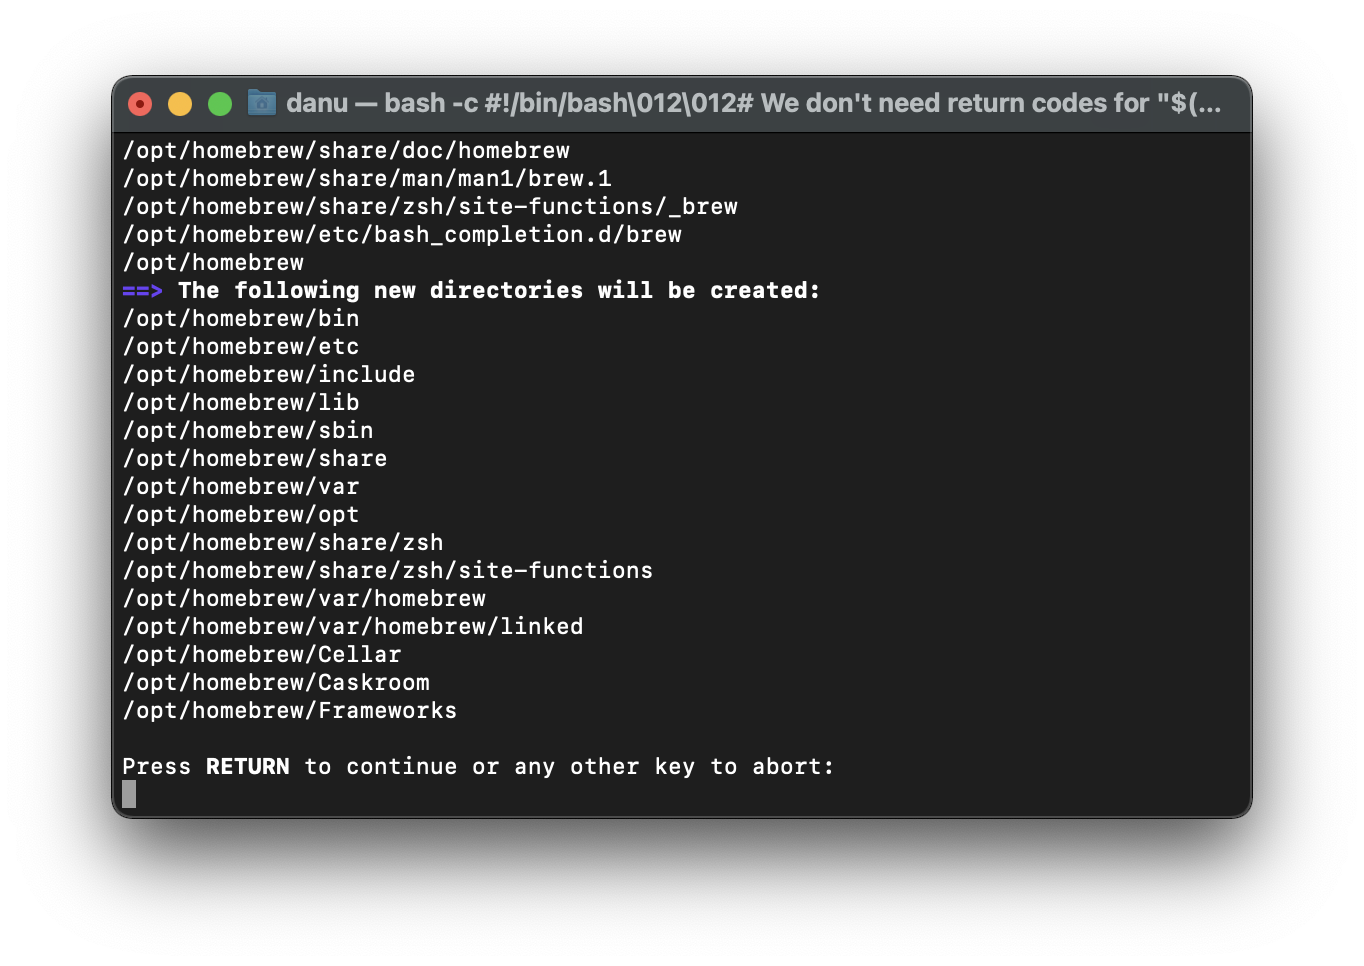 danu — bash -c #!/bin/bash\012\012# We don't need return codes for "$(...
/opt/homebrew/share/doc/homebrew
/opt/homebrew/share/man/man1/brew.1
/opt/homebrew/share/zsh/site-functions/_brew
/opt/homebrew/etc/bash_completion.d/brew
/opt/homebrew
==> The following new directories will be created:
/opt/homebrew/bin
/opt/homebrew/etc
/opt/homebrew/include
/opt/homebrew/lib
/opt/homebrew/sbin
/opt/homebrew/share
/opt/homebrew/var
/opt/homebrew/opt
/opt/homebrew/share/zsh
/opt/homebrew/share/zsh/site-functions
/opt/homebrew/var/homebrew
/opt/homebrew/var/homebrew/linked
/opt/homebrew/Cellar
/opt/homebrew/Caskroom
/opt/homebrew/Frameworks
Press RETURN to continue or any other key to abort: